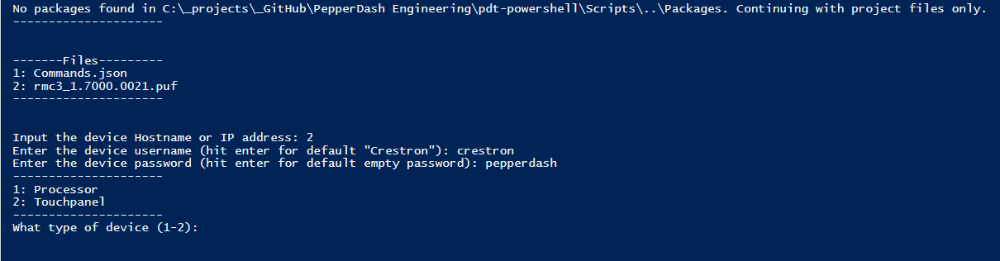 No packages found in C:\_projects\_GitHub\PepperDash Engineering\pdt-powershell\Scripts\..\Packages. Continuing with project files only.
---------------------
-------Files---------
1: Commands.json
2: rmc3_1.7000.0021.puf
---------------------
Input the device Hostname or IP address: 2
Enter the device username (hit enter for default "Crestron"): crestron
Enter the device password (hit enter for default empty password): pepperdash
---------------------
1: Processor
2: Touchpanel
---------------------
What type of device (1-2):